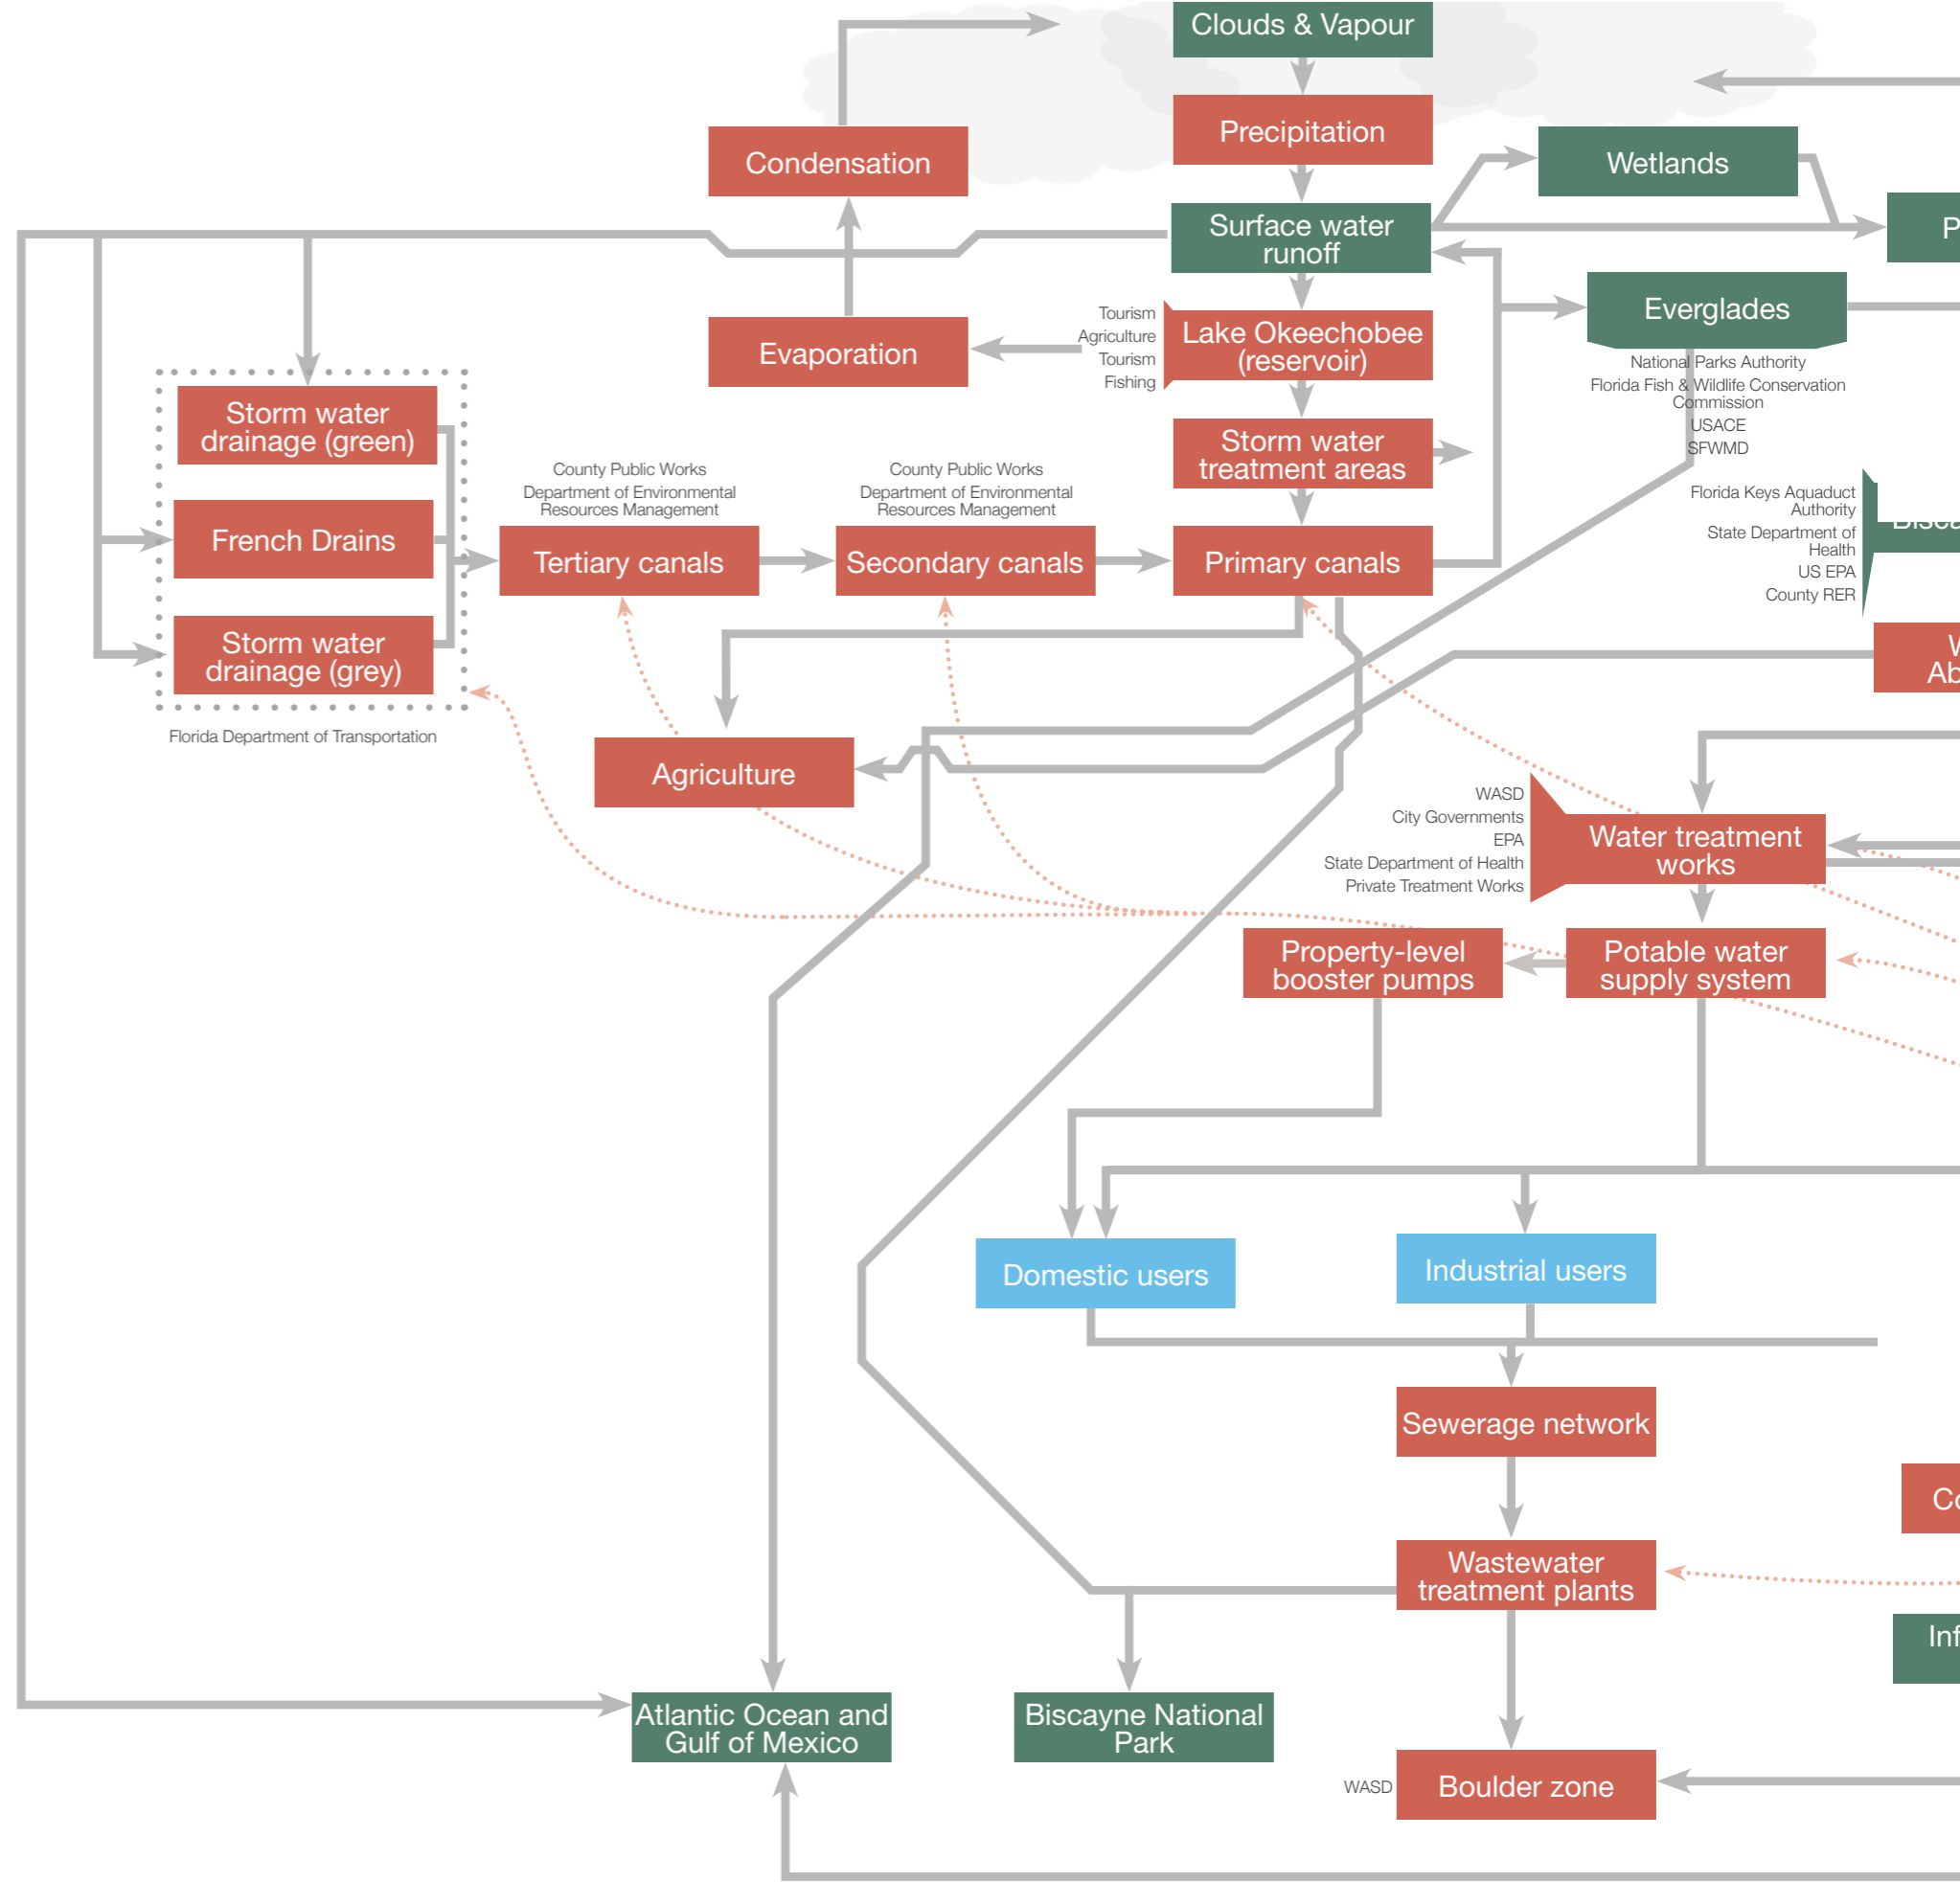 Clouds & Vapour
Precipitation
Condensation
Wetlands
Surface water
runoff
Everglades
Tourism
Agriculture
Tourism
Fishing
Lake Okeechobee
(reservoir)
Evaporation
National Parks Authority
Florida Fish & Wildlife Conservation
Commission
USACE
SFWMD
Storm water
drainage (green)
Storm water
treatment areas
County Public Works
Department of Environmental
Resources Management
County Public Works
Department of Environmental
Resources Management
Florida Keys Aquaduct
Authority
State Department of
Health
US EPA
County RER
French Drains
Tertiary canals
Secondary canals
Primary canals
Storm water
drainage (grey)
Florida Department of Transportation
Agriculture
WASD
City Governments
EPA
State Department of Health
Private Treatment Works
Water treatment
works
Property-level
booster pumps
Potable water
supply system
Domestic users
Industrial users
Sewerage network
Wastewater
treatment plants
Atlantic Ocean and
Gulf of Mexico
Biscayne National
Park
WASD
Boulder zone